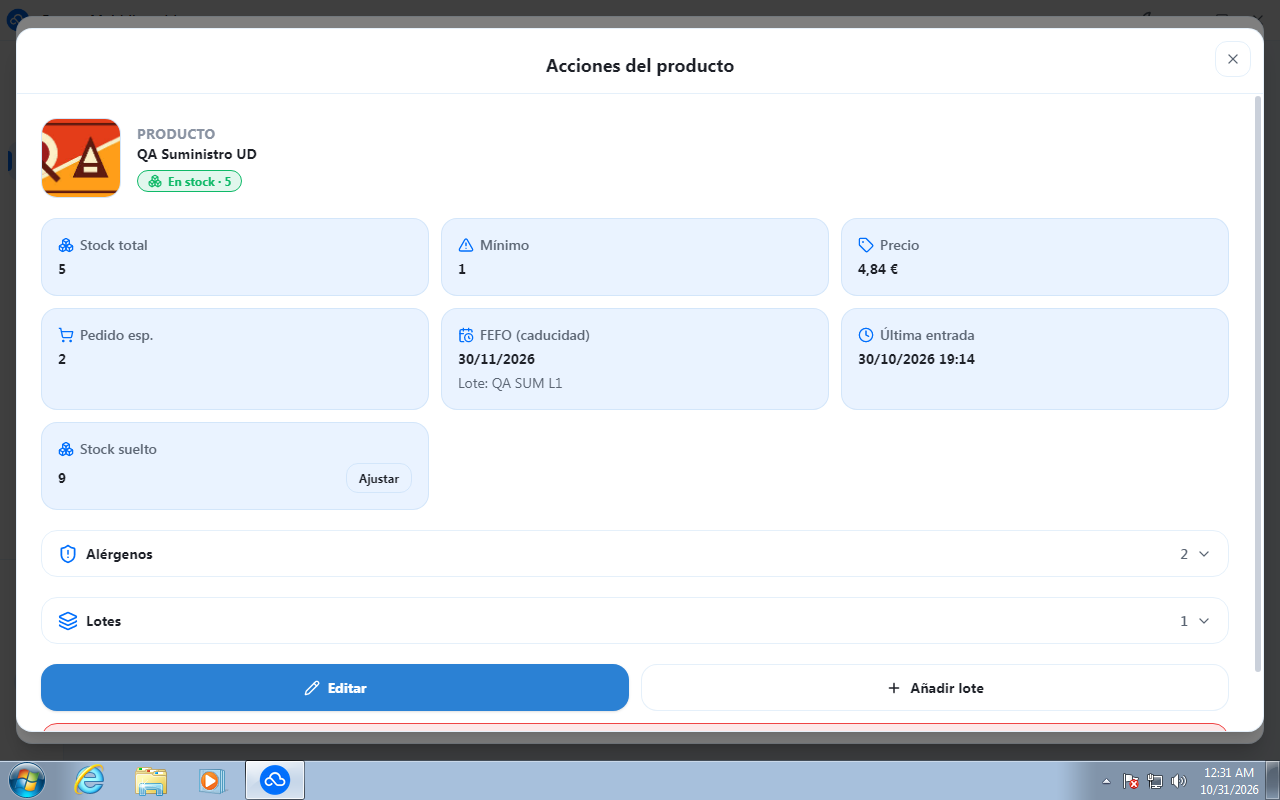 Acciones del producto
PRODUCTO
QA Suministro UD
En stock · 5
Stock total
5
Mínimo
1
Precio
4,84 €
Pedido esp.
2
FEFO (caducidad)
30/11/2026
Lote: QA SUM L1
Última entrada
30/10/2026 19:14
Stock suelto
9
Ajustar
Alérgenos
2
Lotes
1
Editar
Añadir lote
12:31 AM
10/31/2026